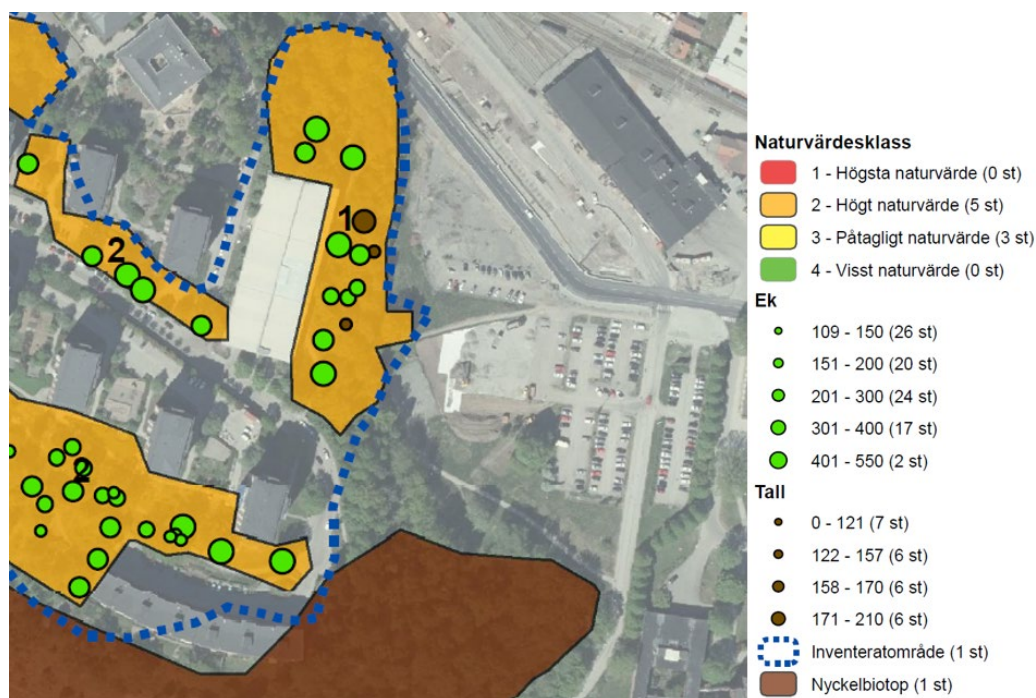 1
2
2
Naturvärdesklass
1 - Högsta naturvärde (0 st)
2 - Högt naturvärde (5 st)
3 - Påtagligt naturvärde (3 st)
4 - Visst naturvärde (0 st)
Ek
109 - 150 (26 st)
151 - 200 (20 st)
201 - 300 (24 st)
301 - 400 (17 st)
401 - 550 (2 st)
Tall
0 - 121 (7 st)
122 - 157 (6 st)
158 - 170 (6 st)
171 - 210 (6 st)
Inventeratområde (1 st)
Nyckelbiotop (1 st)